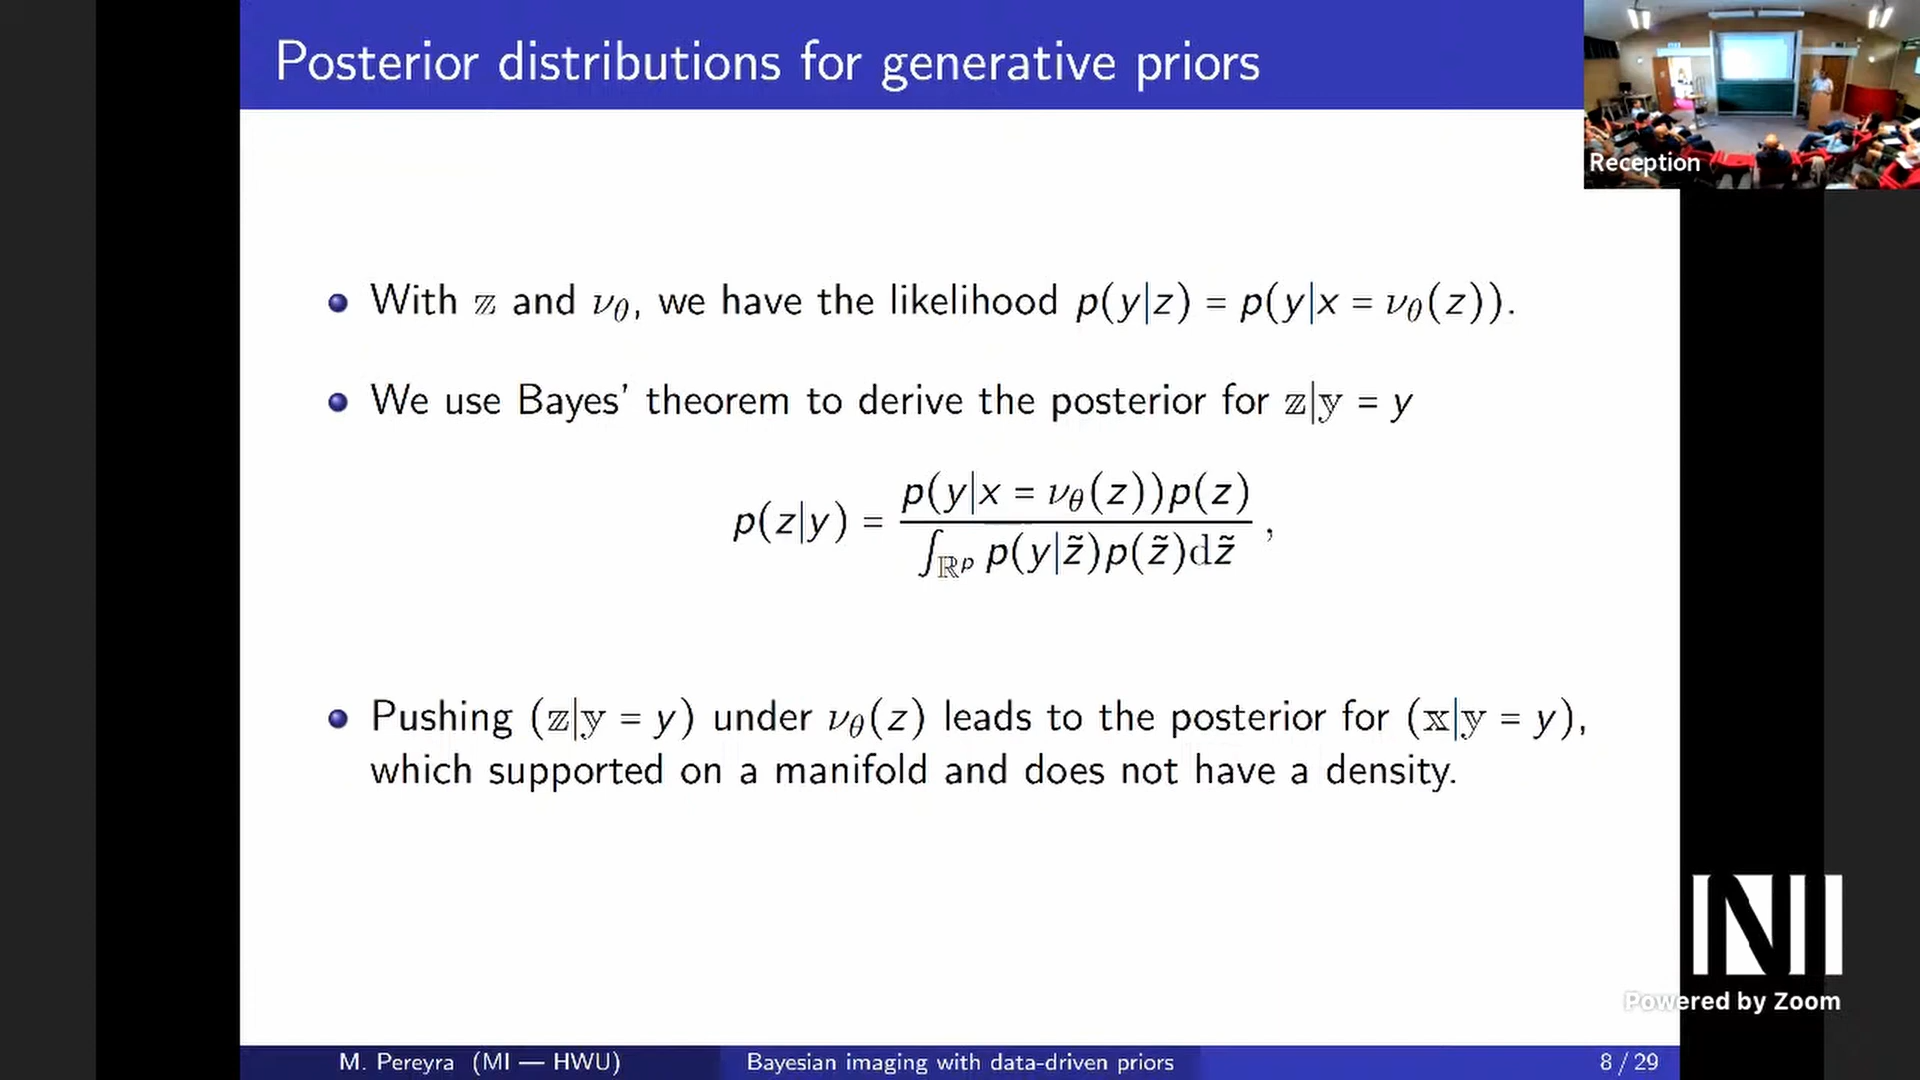 Posterior distributions for generative priors
Reception
With 𝕫 and ν_θ, we have the likelihood p(y|z) = p(y|x = ν_θ(z)).
We use Bayes’ theorem to derive the posterior for 𝕫|𝕪 = y
p(z|y) = p(y|x = ν_θ(z))p(z) / ∫_{ℝ^p} p(y|z̃)p(z̃)dz̃ ,
Pushing (𝕫|𝕪 = y) under ν_θ(z) leads to the posterior for (𝕩|𝕪 = y),
which supported on a manifold and does not have a density.
NI
Powered by Zoom
M. Pereyra (MI — HWU)
Bayesian imaging with data-driven priors
8 / 29